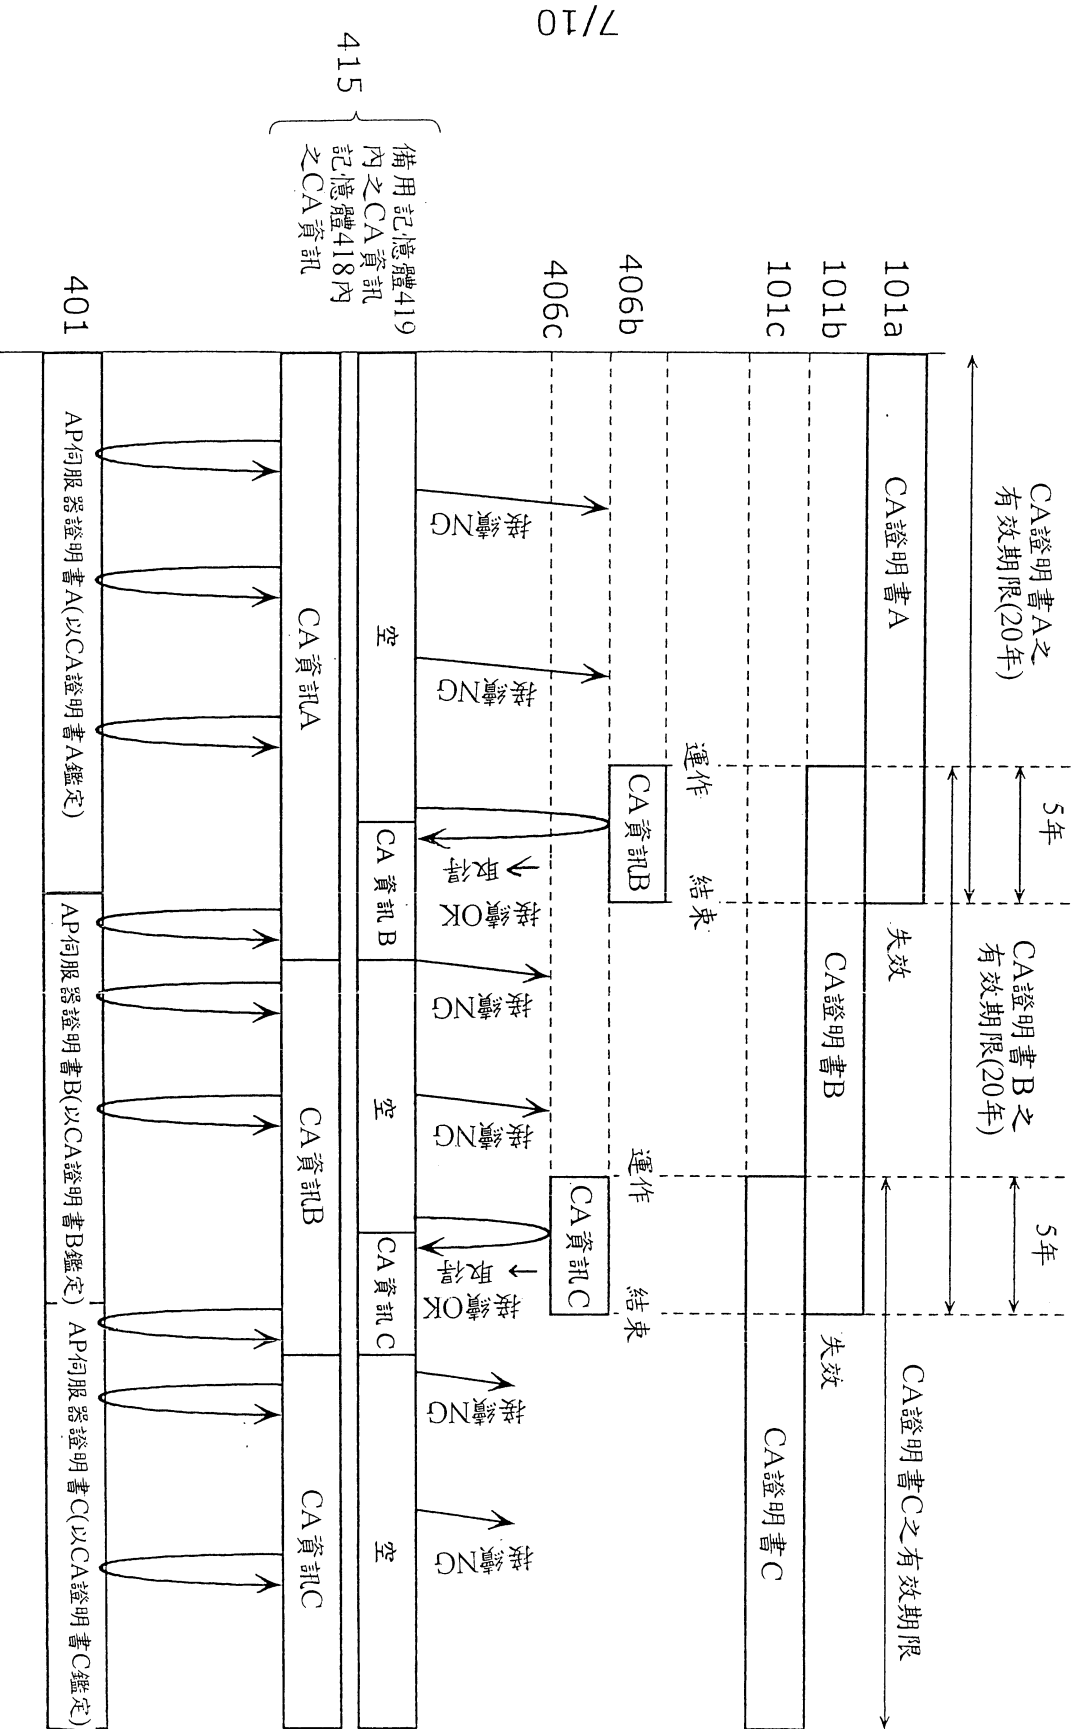 7/10
CA證明書A之
有效期限(20年)
5年
CA證明書B之
有效期限(20年)
5年
CA證明書C之有效期限
101a
CA證明書A
失效
101b
CA證明書B
失效
101c
CA證明書C
運作
結束
運作
結束
406b
CA資訊B
406c
CA資訊C
接續NG
接續NG
接續OK
→取得
接續NG
接續NG
接續OK
→取得
接續NG
接續NG
415
備用記憶體419
內之CA資訊
記憶體418內
之CA資訊
空
CA資訊B
空
CA資訊C
空
CA資訊A
CA資訊B
CA資訊C
401
AP伺服器證明書A(以CA證明書A鑑定)
AP伺服器證明書B(以CA證明書B鑑定)
AP伺服器證明書C(以CA證明書C鑑定)